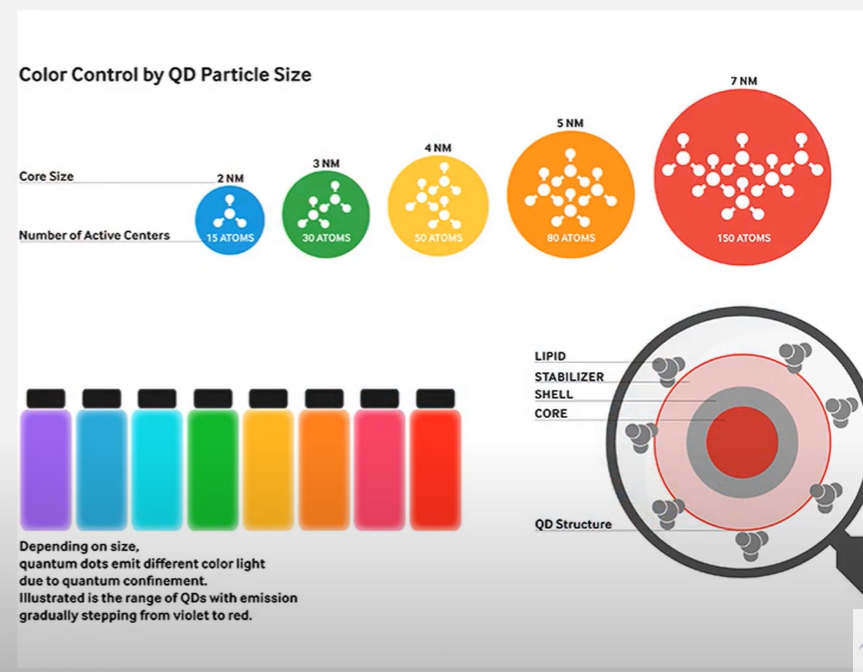 Color Control by QD Particle Size
7 NM
5 NM
4 NM
3 NM
Core Size
2 NM
Number of Active Centers
15 ATOMS
30 ATOMS
50 ATOMS
80 ATOMS
150 ATOMS
LIPID
STABILIZER
SHELL
CORE
QD Structure
Depending on size,
quantum dots emit different color light
due to quantum confinement.
Illustrated is the range of QDs with emission
gradually stepping from violet to red.